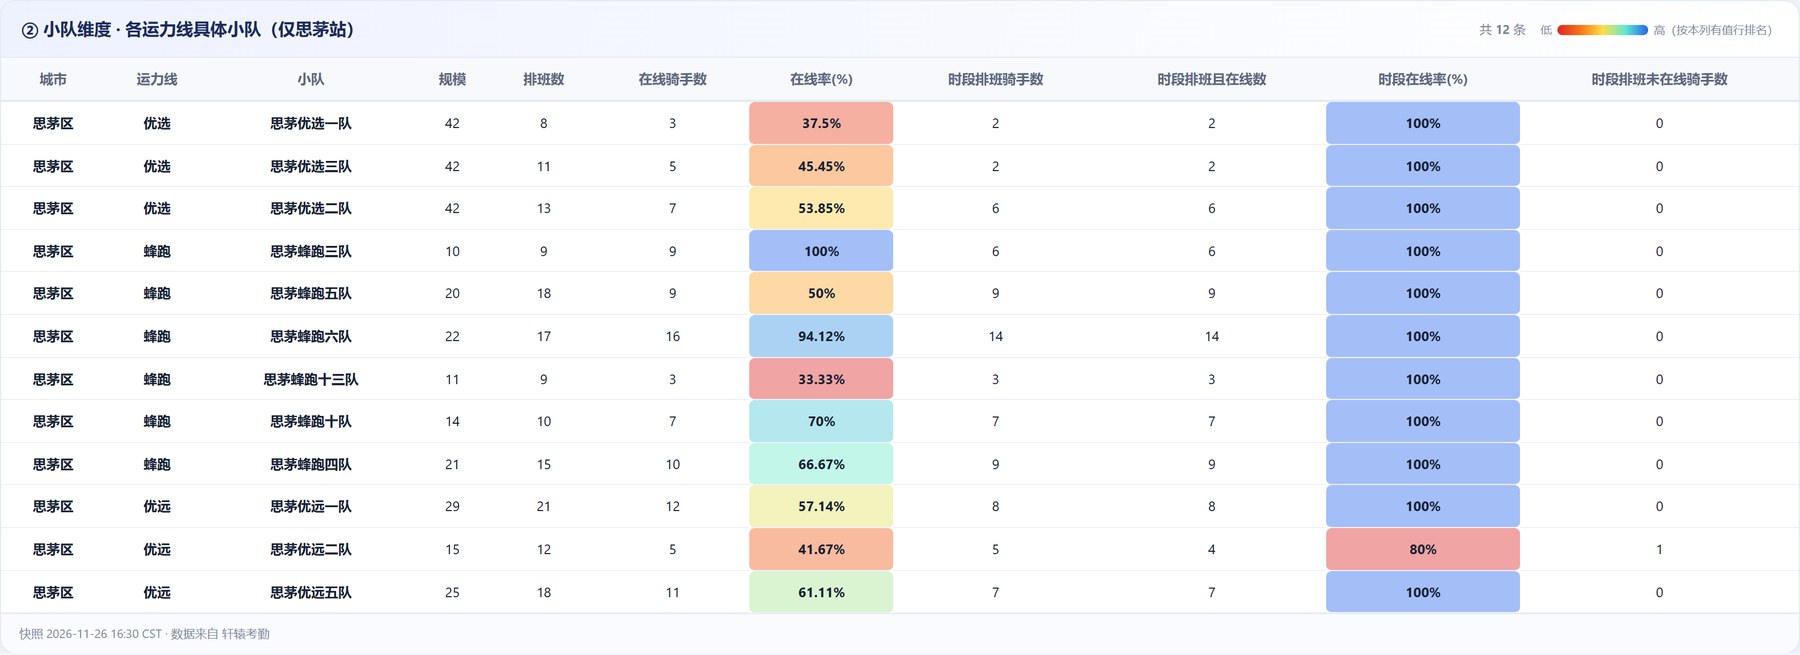 ② 小队维度 · 各运力线具体小队（仅思茅站）
共 12 条 低 高 (按本列有值行排名)
城市 运力线 小队 规模 排班数 在线骑手数 在线率(%) 时段排班骑手数 时段排班且在线数 时段在线率(%) 时段排班未在线骑手数
思茅区 优选 思茅优选一队 42 8 3 37.5% 2 2 100% 0
思茅区 优选 思茅优选三队 42 11 5 45.45% 2 2 100% 0
思茅区 优选 思茅优选二队 42 13 7 53.85% 6 6 100% 0
思茅区 蜂跑 思茅蜂跑三队 10 9 9 100% 6 6 100% 0
思茅区 蜂跑 思茅蜂跑五队 20 18 9 50% 9 9 100% 0
思茅区 蜂跑 思茅蜂跑六队 22 17 16 94.12% 14 14 100% 0
思茅区 蜂跑 思茅蜂跑十三队 11 9 3 33.33% 3 3 100% 0
思茅区 蜂跑 思茅蜂跑十队 14 10 7 70% 7 7 100% 0
思茅区 蜂跑 思茅蜂跑四队 21 15 10 66.67% 9 9 100% 0
思茅区 优远 思茅优远一队 29 21 12 57.14% 8 8 100% 0
思茅区 优远 思茅优远二队 15 12 5 41.67% 5 4 80% 1
思茅区 优远 思茅优远五队 25 18 11 61.11% 7 7 100% 0
快照 2026-11-26 16:30 CST · 数据来自 轩辕考勤